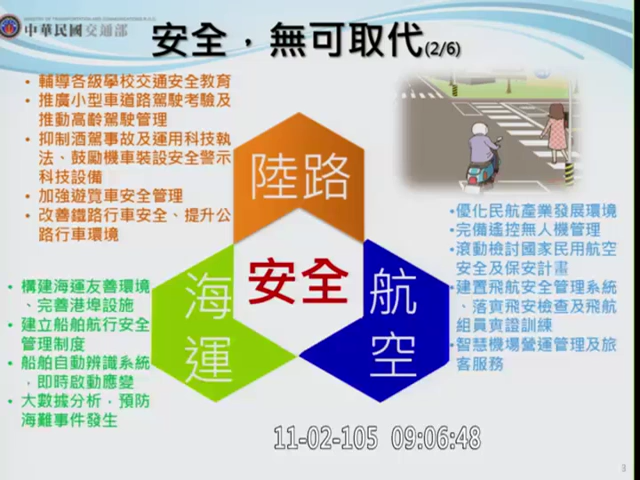 中華民國交通部
MINISTRY OF TRANSPORTATION AND COMMUNICATIONS R.O.C.
安全，無可取代(2/6)
• 輔導各級學校交通安全教育
• 推廣小型車道路駕駛考驗及
推動高齡駕駛管理
• 抑制酒駕事故及運用科技執
法、鼓勵機車裝設安全警示
科技設備
• 加強遊覽車安全管理
• 改善鐵路行車安全、提升公
路行車環境
陸路
安全
海運
航空
• 構建海運友善環境
、完善港埠設施
• 建立船舶航行安全
管理制度
• 船舶自動辨識系統
，即時啟動應變
• 大數據分析，預防
海難事件發生
•優化民航產業發展環境
•完備遙控無人機管理
•滾動檢討國家民用航空
安全及保安計畫
•建置飛航安全管理系統
、落實飛安檢查及飛航
組員實證訓練
•智慧機場營運管理及旅
客服務
11-02-105 09:06:48
3